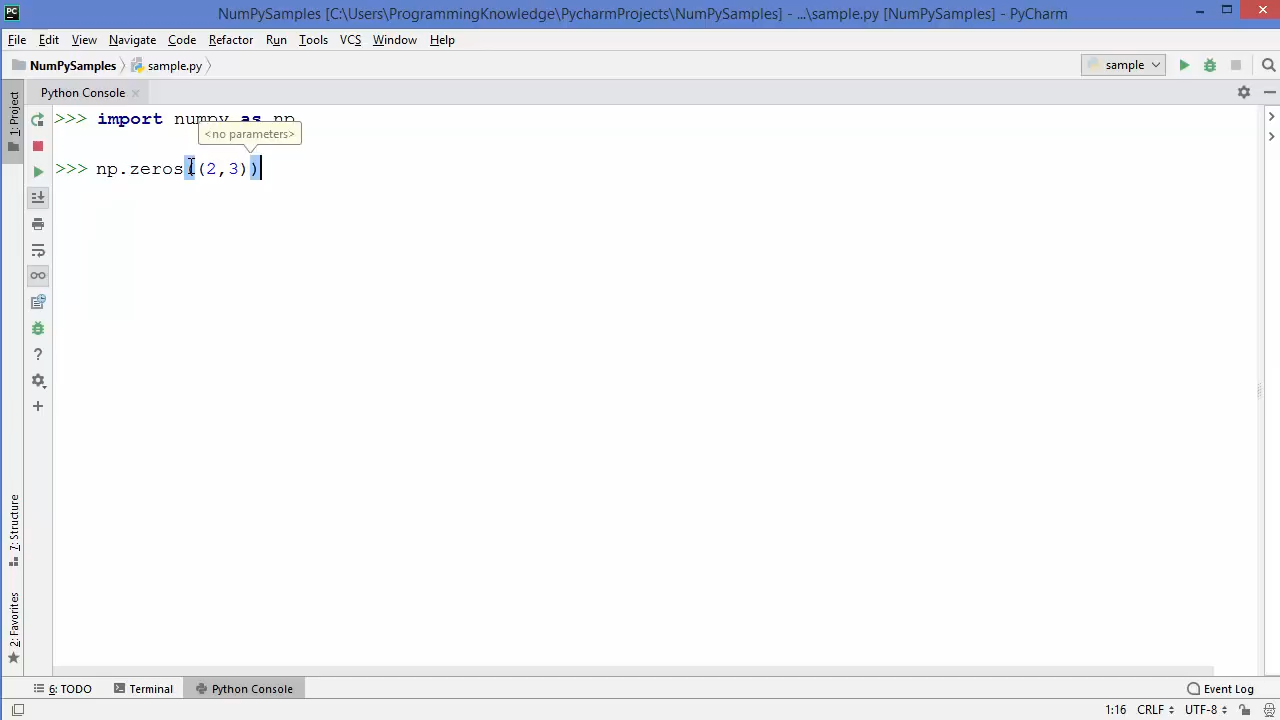 PC NumPySamples [C:\Users\ProgrammingKnowledge\PycharmProjects\NumPySamples] - ...\sample.py [NumPySamples] - PyCharm
File Edit View Navigate Code Refactor Run Tools VCS Window Help
NumPySamples sample.py sample
Python Console
1: Project
>>> import numpy as np
<no parameters>
>>> np.zeros((2,3))
7: Structure
2: Favorites
6: TODO Terminal Python Console Event Log
1:16 CRLF UTF-8